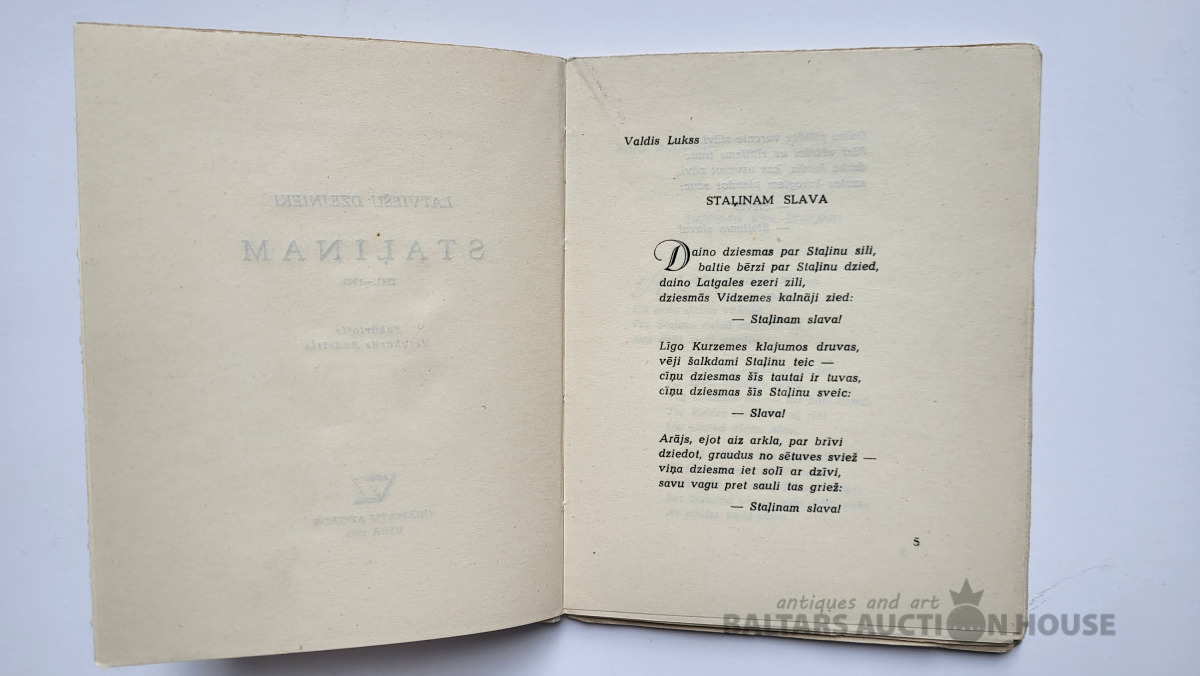 LATVIEŠU DZEJNIEKI
STAĻINAM
Valdis Lukss
STAĻINAM SLAVA
Daino dziesmas par Staļinu sili,
baltie bērzi par Staļinu dzied,
daino Latgales ezeri zili,
dziesmās Vidzemes kalnāji zied:
— Staļinam slava!
Līgo Kurzemes klajumos druvas,
vēji šalkdami Staļinu teic —
cīņu dziesmas šīs tautai ir tuvas,
cīņu dziesmas šīs Staļinu sveic:
— Slava!
Arājs, ejot aiz arkla, par brīvi
dziedot, graudus no sētuves sviež —
viņa dziesma iet solī ar dzīvi,
savu vagu pret sauli tas griež:
— Staļinam slava!
5
antiques and art
BALTARS AUCTION HOUSE